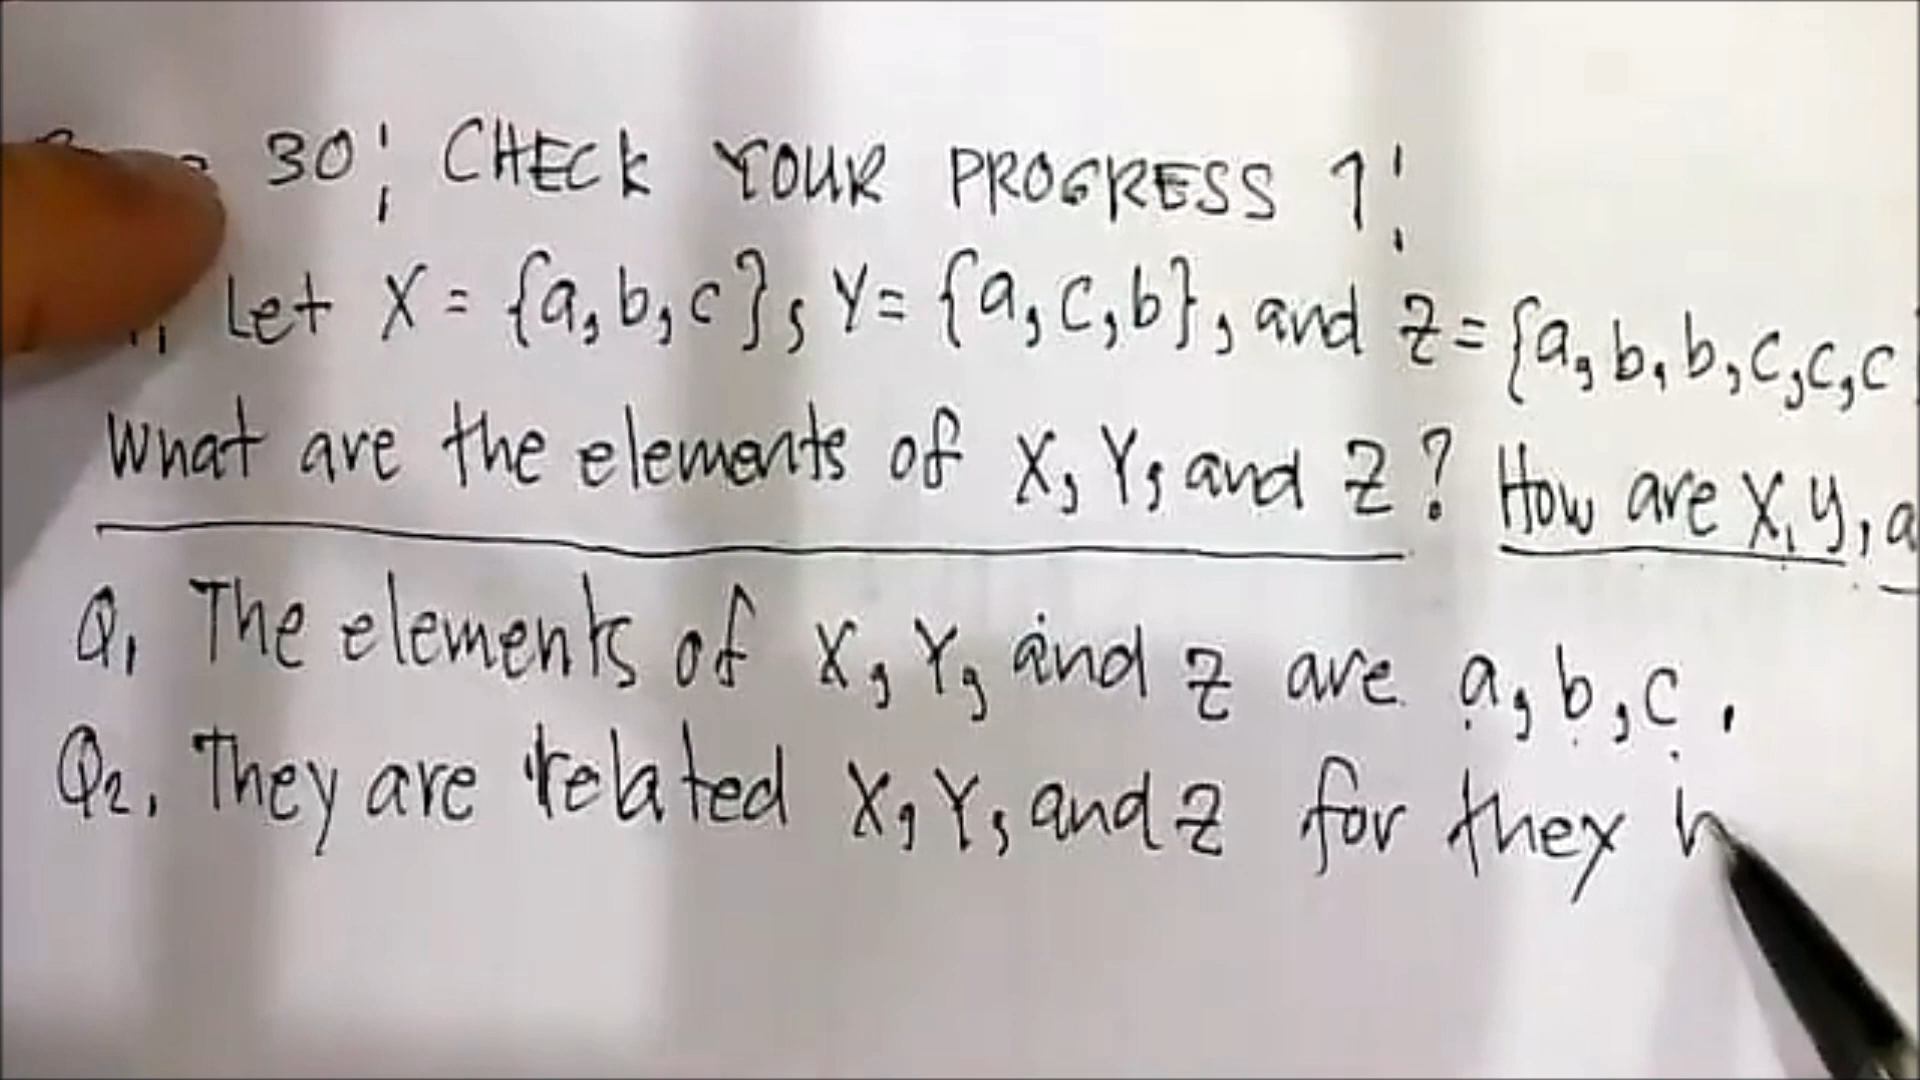 30: CHECK YOUR PROGRESS 1:
Let X = {a, b, c}, Y = {a, c, b}, and Z = {a, b, b, c, c, c
What are the elements of X, Y, and Z? How are X, Y, a
Q1, The elements of X, Y, and Z are a, b, c.
Q2. They are related X, Y, and Z for they h